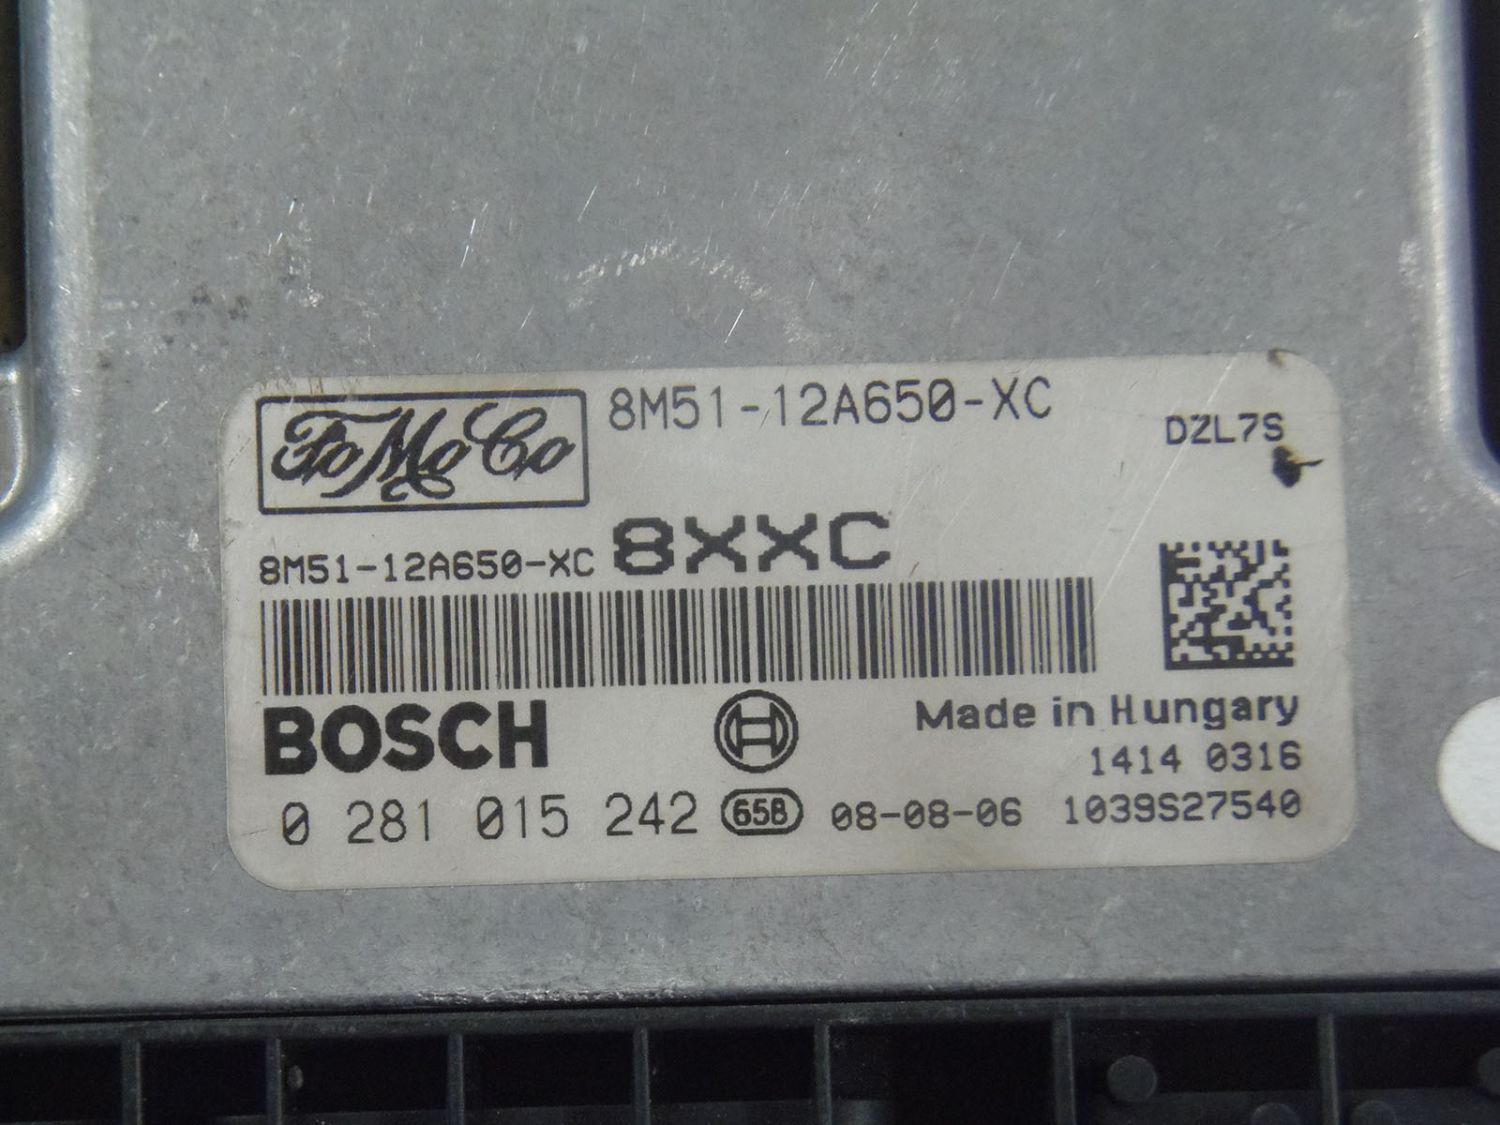 FoMoCo 8M51-12A650-XC
DZL7S
8M51-12A650-XC 8XXC
BOSCH
Made in Hungary
1414 0316
0 281 015 242 658 08-08-06 1039S27540